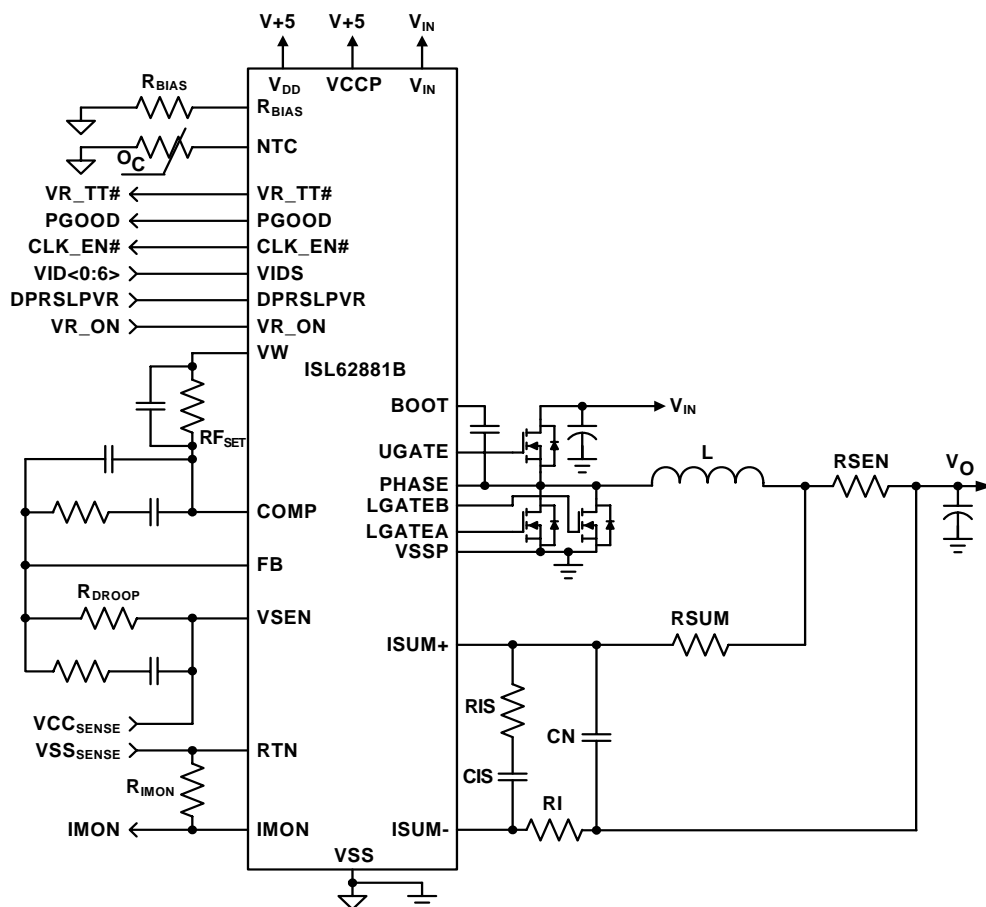 V+5 V+5 VIN
VDD VCCP VIN
RBIAS
RBIAS
NTC
OC
VR_TT# VR_TT#
PGOOD PGOOD
CLK_EN# CLK_EN#
VID<0:6> VIDS
DPRSLPVR DPRSLPVR
VR_ON VR_ON
VW
ISL62881B
RFSET
BOOT
VIN
UGATE
PHASE
L
RSEN
VO
LGATEB
COMP
LGATEA
VSSP
FB
RDROOP
VSEN
ISUM+
RSUM
RIS
CN
CIS
VCCSENSE
VSSSENSE RTN
RIMON
RI
IMON IMON
ISUM-
VSS